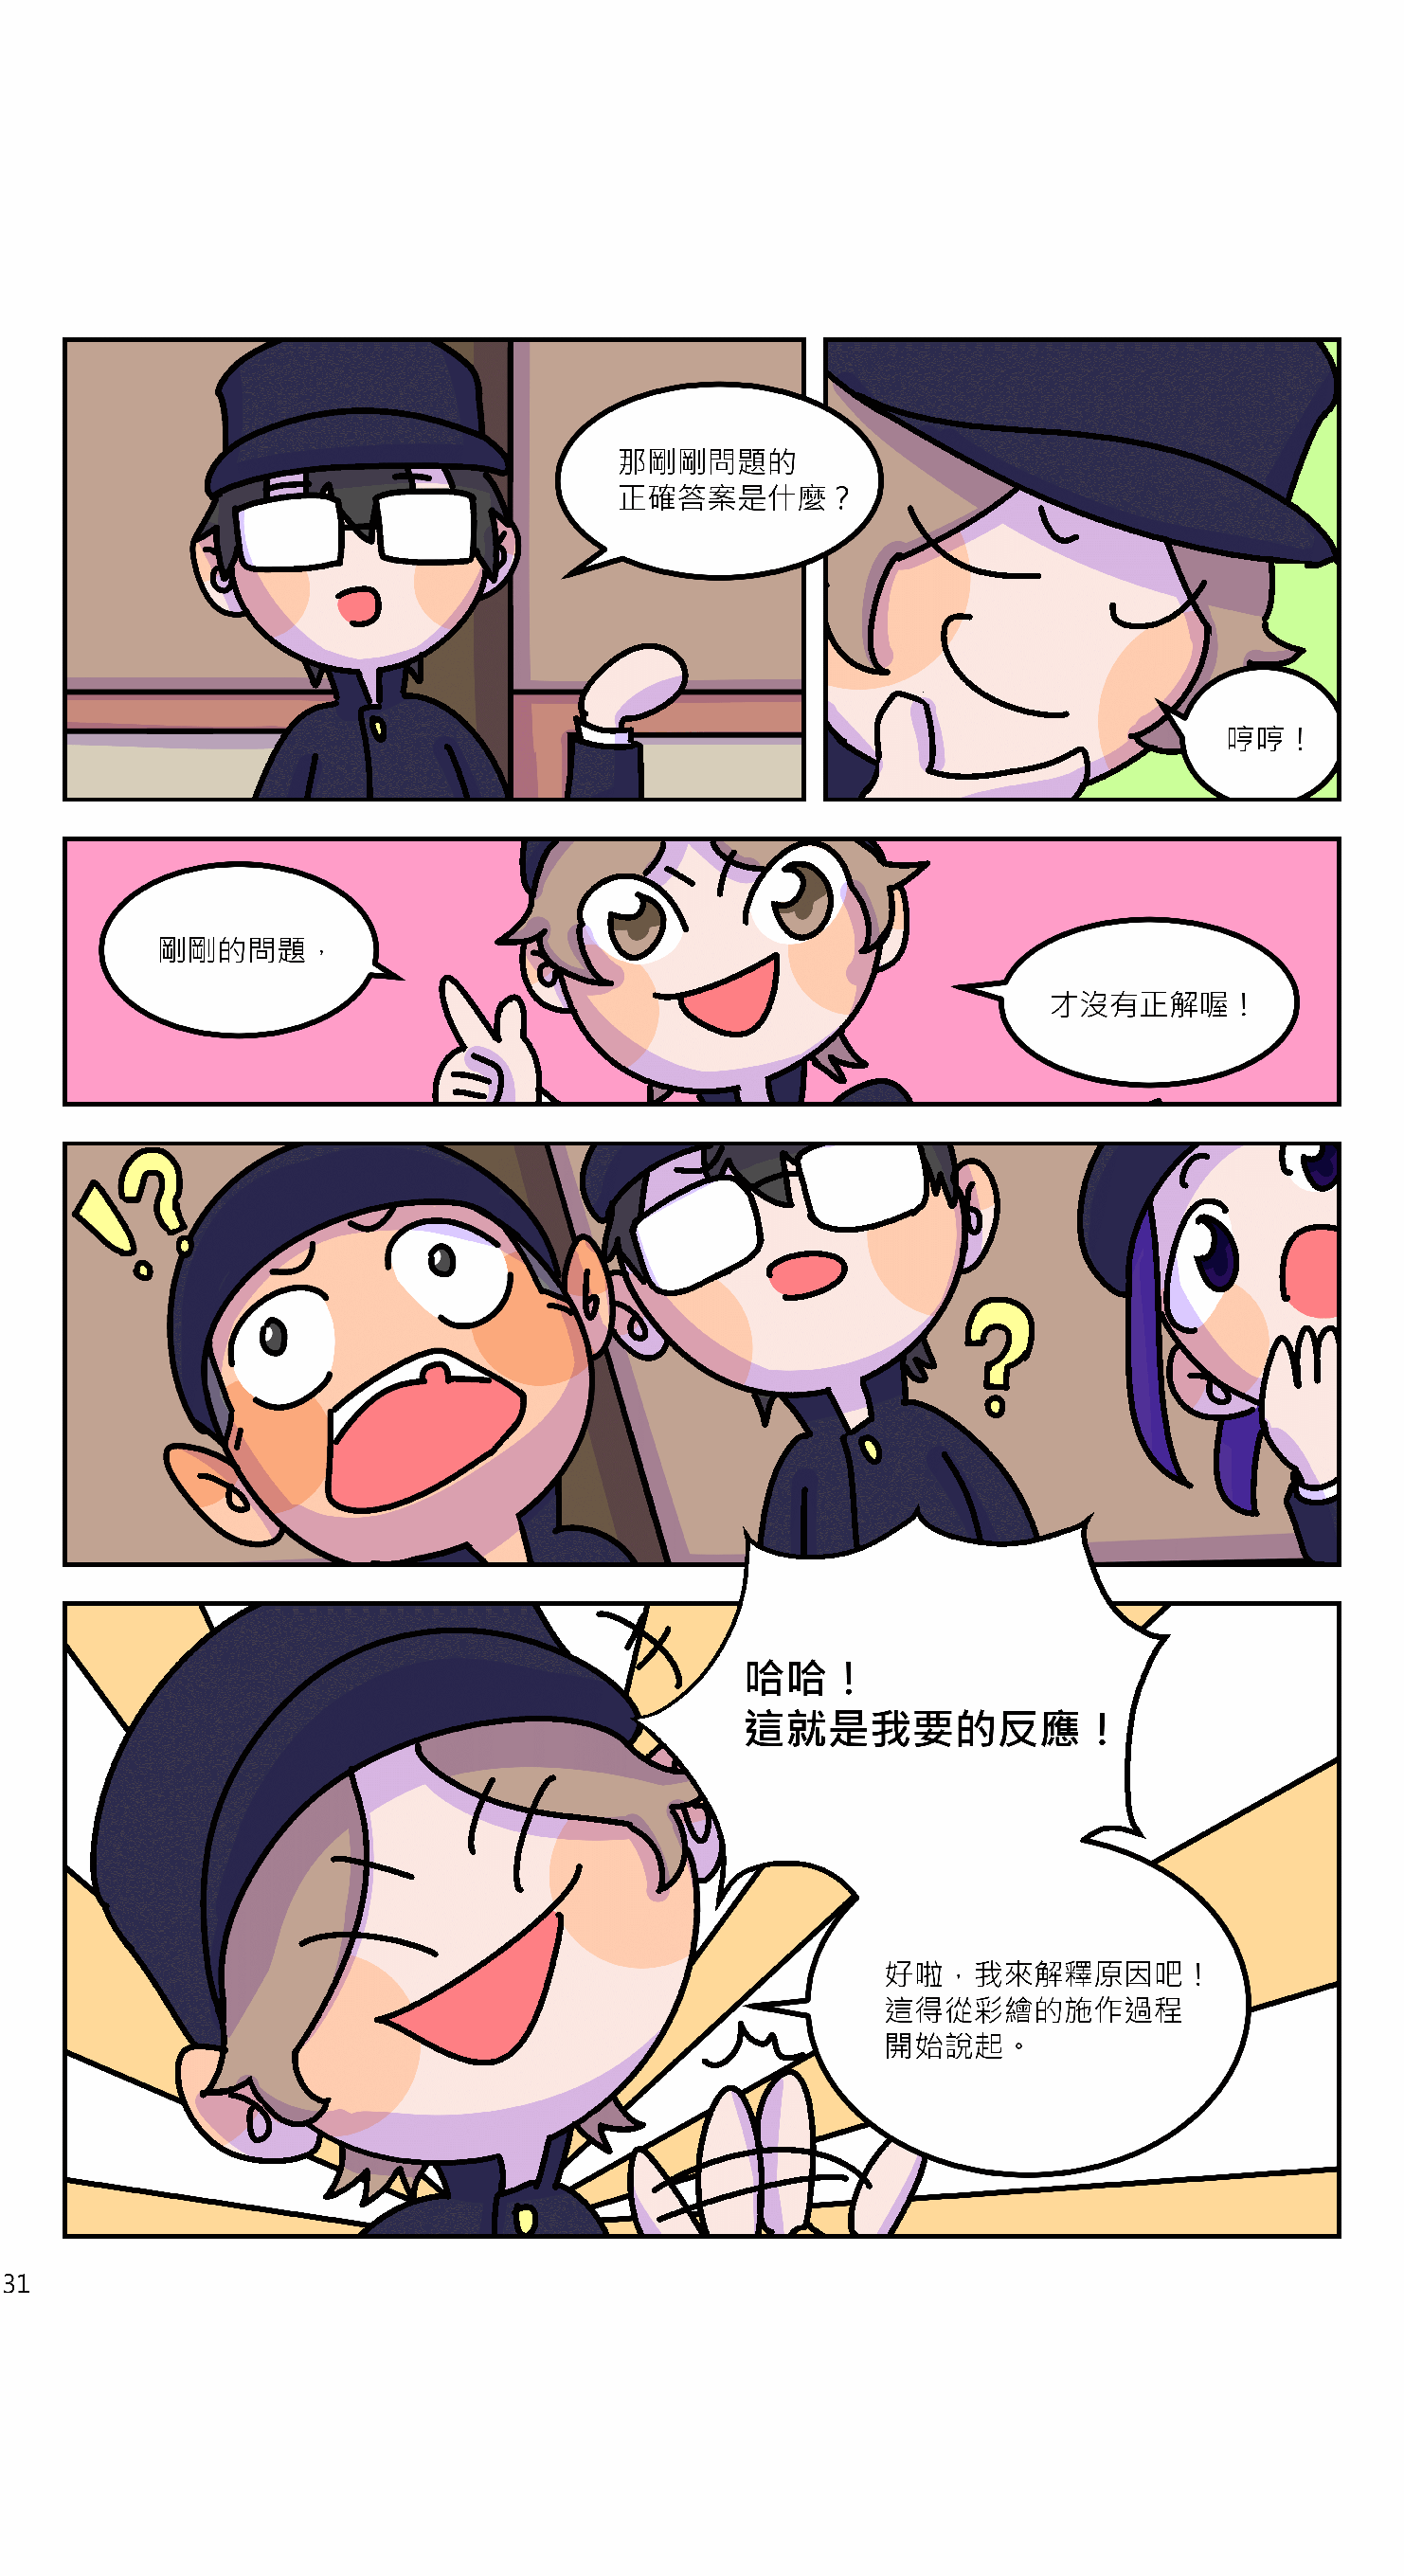 那剛剛問題的
正確答案是什麼？
哼哼！
剛剛的問題，
才沒有正解喔！
哈哈！
這就是我要的反應！
好啦，我來解釋原因吧！
這得從彩繪的施作過程
開始說起。
31